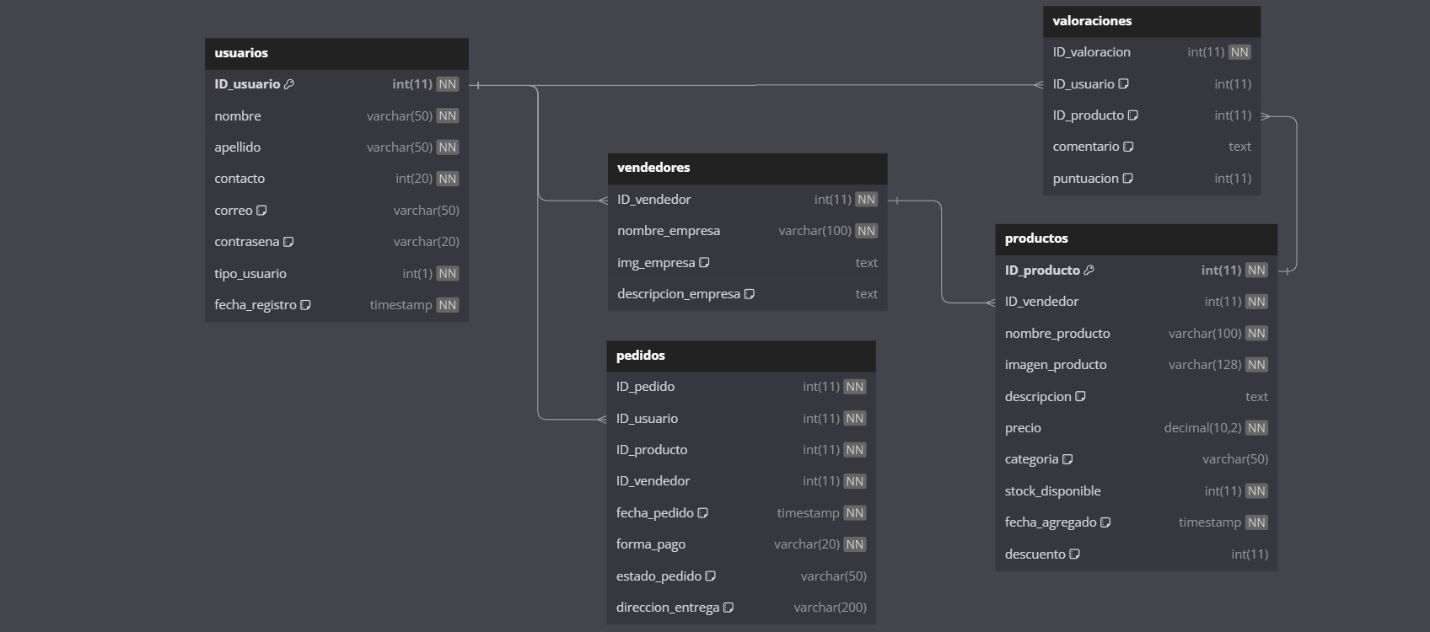 usuarios
ID_usuario int(11) NN
nombre varchar(50) NN
apellido varchar(50) NN
contacto int(20) NN
correo varchar(50)
contrasena varchar(20)
tipo_usuario int(1) NN
fecha_registro timestamp NN
vendedores
ID_vendedor int(11) NN
nombre_empresa varchar(100) NN
img_empresa text
descripcion_empresa text
pedidos
ID_pedido int(11) NN
ID_usuario int(11) NN
ID_producto int(11) NN
ID_vendedor int(11) NN
fecha_pedido timestamp NN
forma_pago varchar(20) NN
estado_pedido varchar(50)
direccion_entrega varchar(200)
valoraciones
ID_valoracion int(11) NN
ID_usuario int(11)
ID_producto int(11)
comentario text
puntuacion int(11)
productos
ID_producto int(11) NN
ID_vendedor int(11) NN
nombre_producto varchar(100) NN
imagen_producto varchar(128) NN
descripcion text
precio decimal(10,2) NN
categoria varchar(50)
stock_disponible int(11) NN
fecha_agregado timestamp NN
descuento int(11)